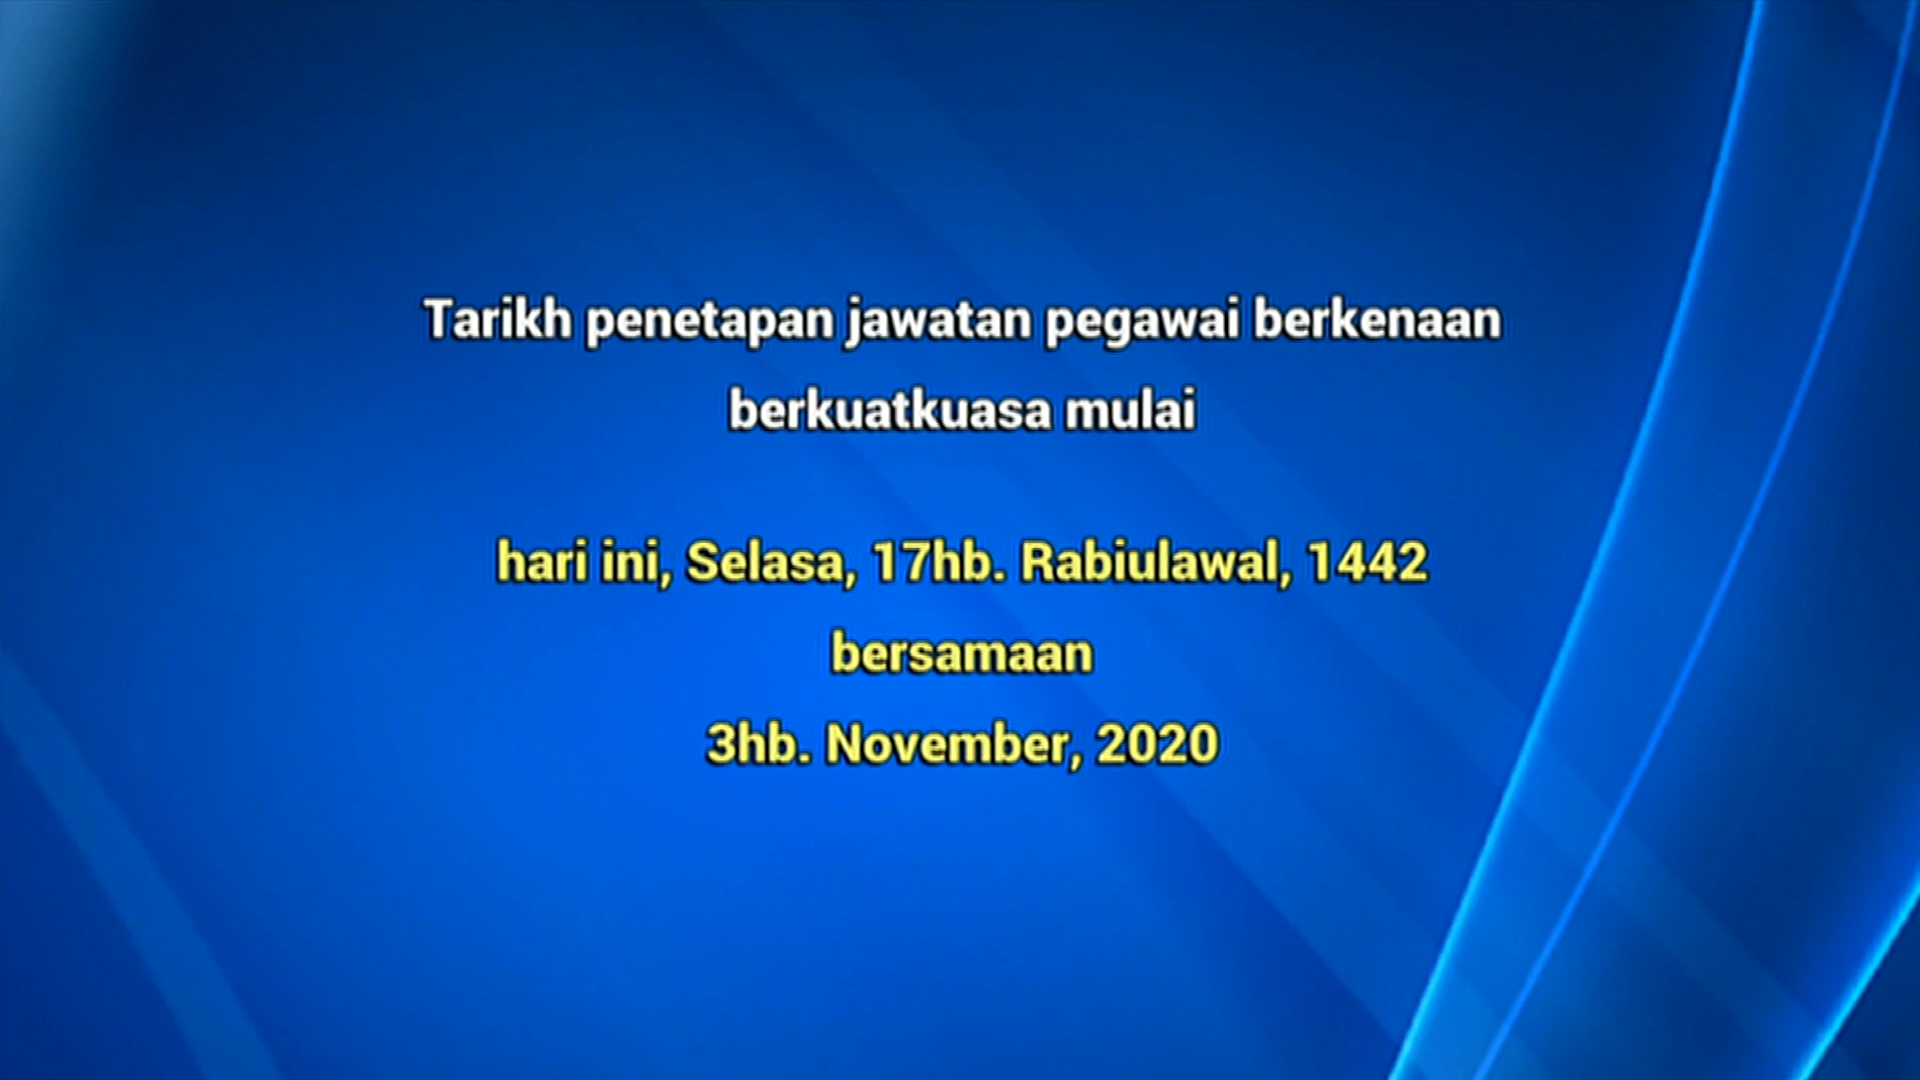 Tarikh penetapan jawatan pegawai berkenaan
berkuatkuasa mulai
hari ini, Selasa, 17hb. Rabiulawal, 1442
bersamaan
3hb. November, 2020